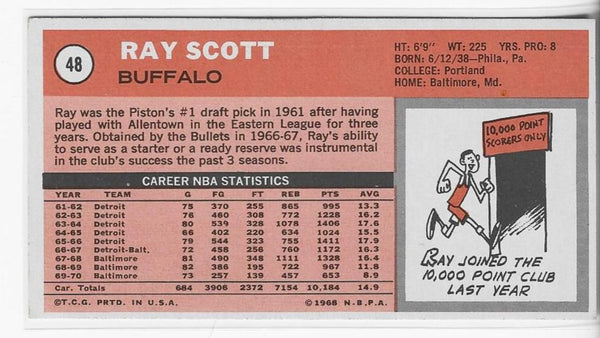 48
RAY SCOTT
BUFFALO
HT: 6'9" WT: 225 YRS. PRO: 8
BORN: 6/12/38—Phila., Pa.
COLLEGE: Portland
HOME: Baltimore, Md.
Ray was the Piston's #1 draft pick in 1961 after having
played with Allentown in the Eastern League for three
years. Obtained by the Bullets in 1966-67, Ray's ability
to serve as a starter or a ready reserve was instrumental
in the club's success the past 3 seasons.
CAREER NBA STATISTICS
YEAR TEAM G FG FT REB PTS AVG
61-62 Detroit 75 370 255 865 995 13.3
62-63 Detroit 76 460 308 772 1228 16.2
63-64 Detroit 80 539 328 1078 1406 17.6
64-65 Detroit 66 402 220 634 1024 15.5
65-66 Detroit 79 544 323 755 1411 17.9
66-67 Detroit-Balt. 72 458 256 760 1172 16.3
67-68 Baltimore 81 490 348 1111 1328 16.4
68-69 Baltimore 82 386 195 722 967 11.8
69-70 Baltimore 73 257 139 457 653 8.9
Car. Totals 684 3906 2372 7154 10,184 14.9
©T.C.G. PRTD. IN U.S.A. ©1968 N.B.P.A.
10,000 POINT
SCORERS ONLY
RAY JOINED THE
10,000 POINT CLUB
LAST YEAR